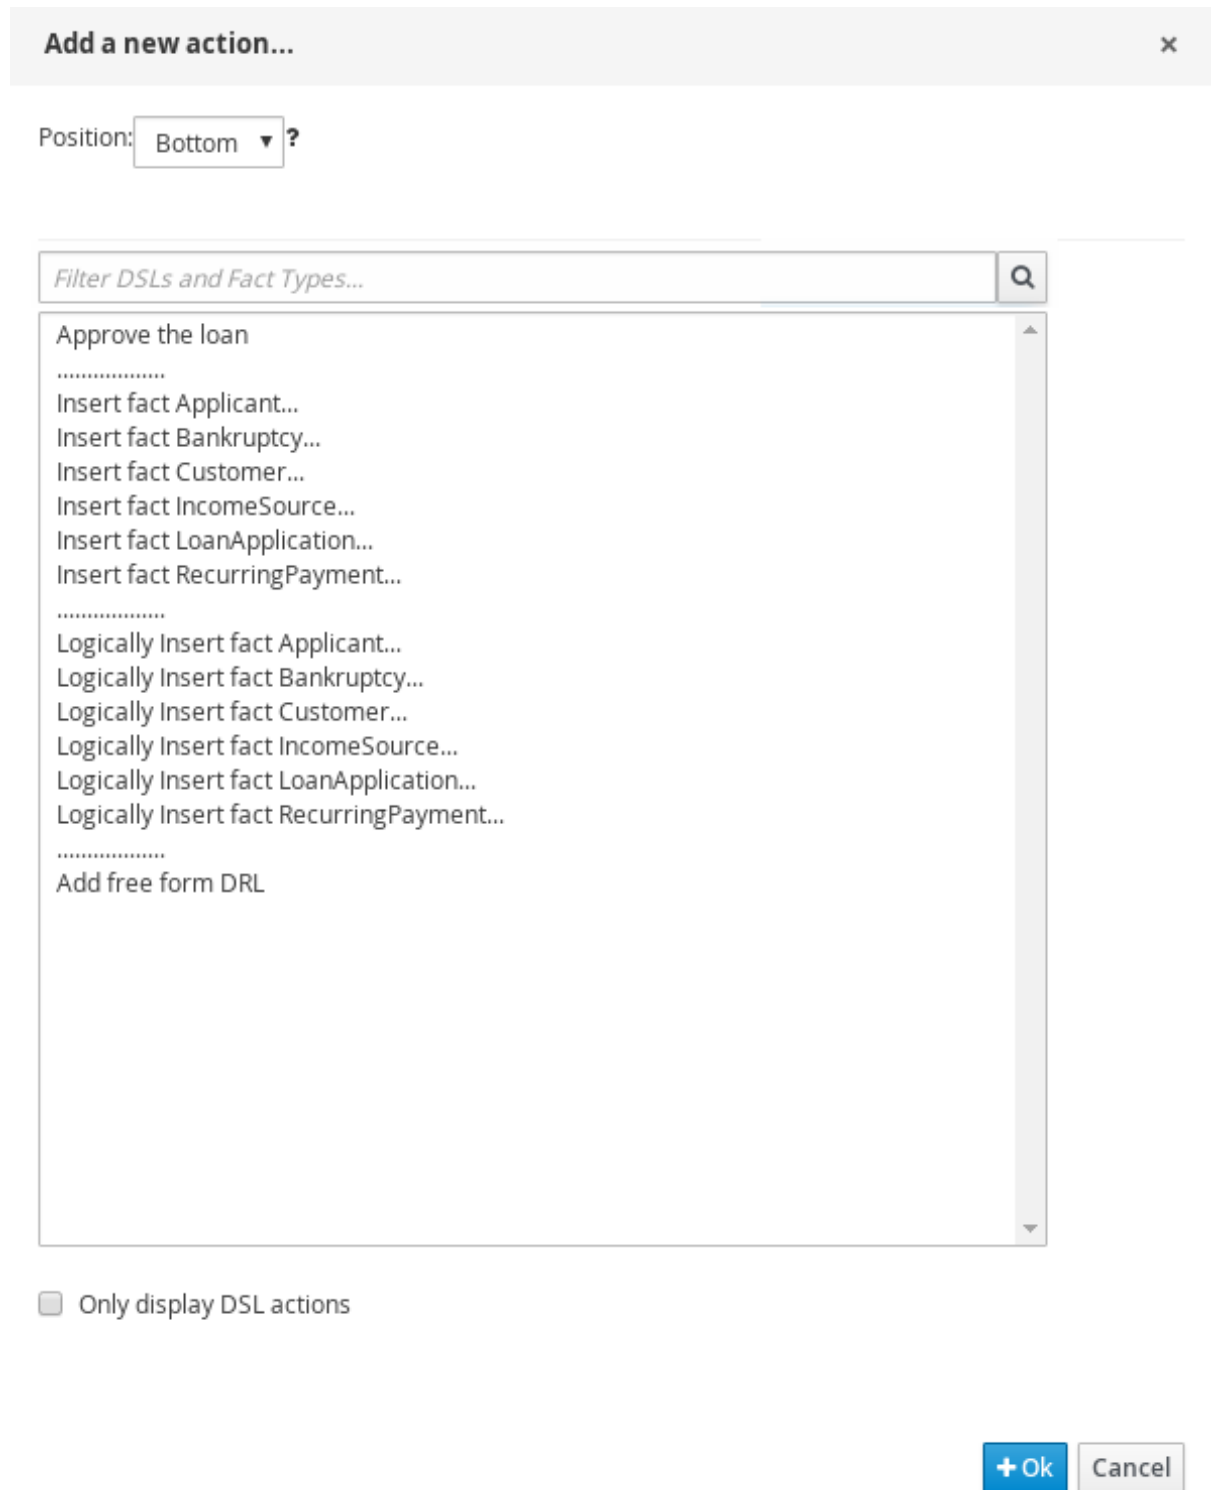 Add a new action...
×
Position: Bottom ▼ ?
Filter DSLs and Fact Types...
Approve the loan
..................
Insert fact Applicant...
Insert fact Bankruptcy...
Insert fact Customer...
Insert fact IncomeSource...
Insert fact LoanApplication...
Insert fact RecurringPayment...
..................
Logically Insert fact Applicant...
Logically Insert fact Bankruptcy...
Logically Insert fact Customer...
Logically Insert fact IncomeSource...
Logically Insert fact LoanApplication...
Logically Insert fact RecurringPayment...
..................
Add free form DRL
Only display DSL actions
+ Ok Cancel